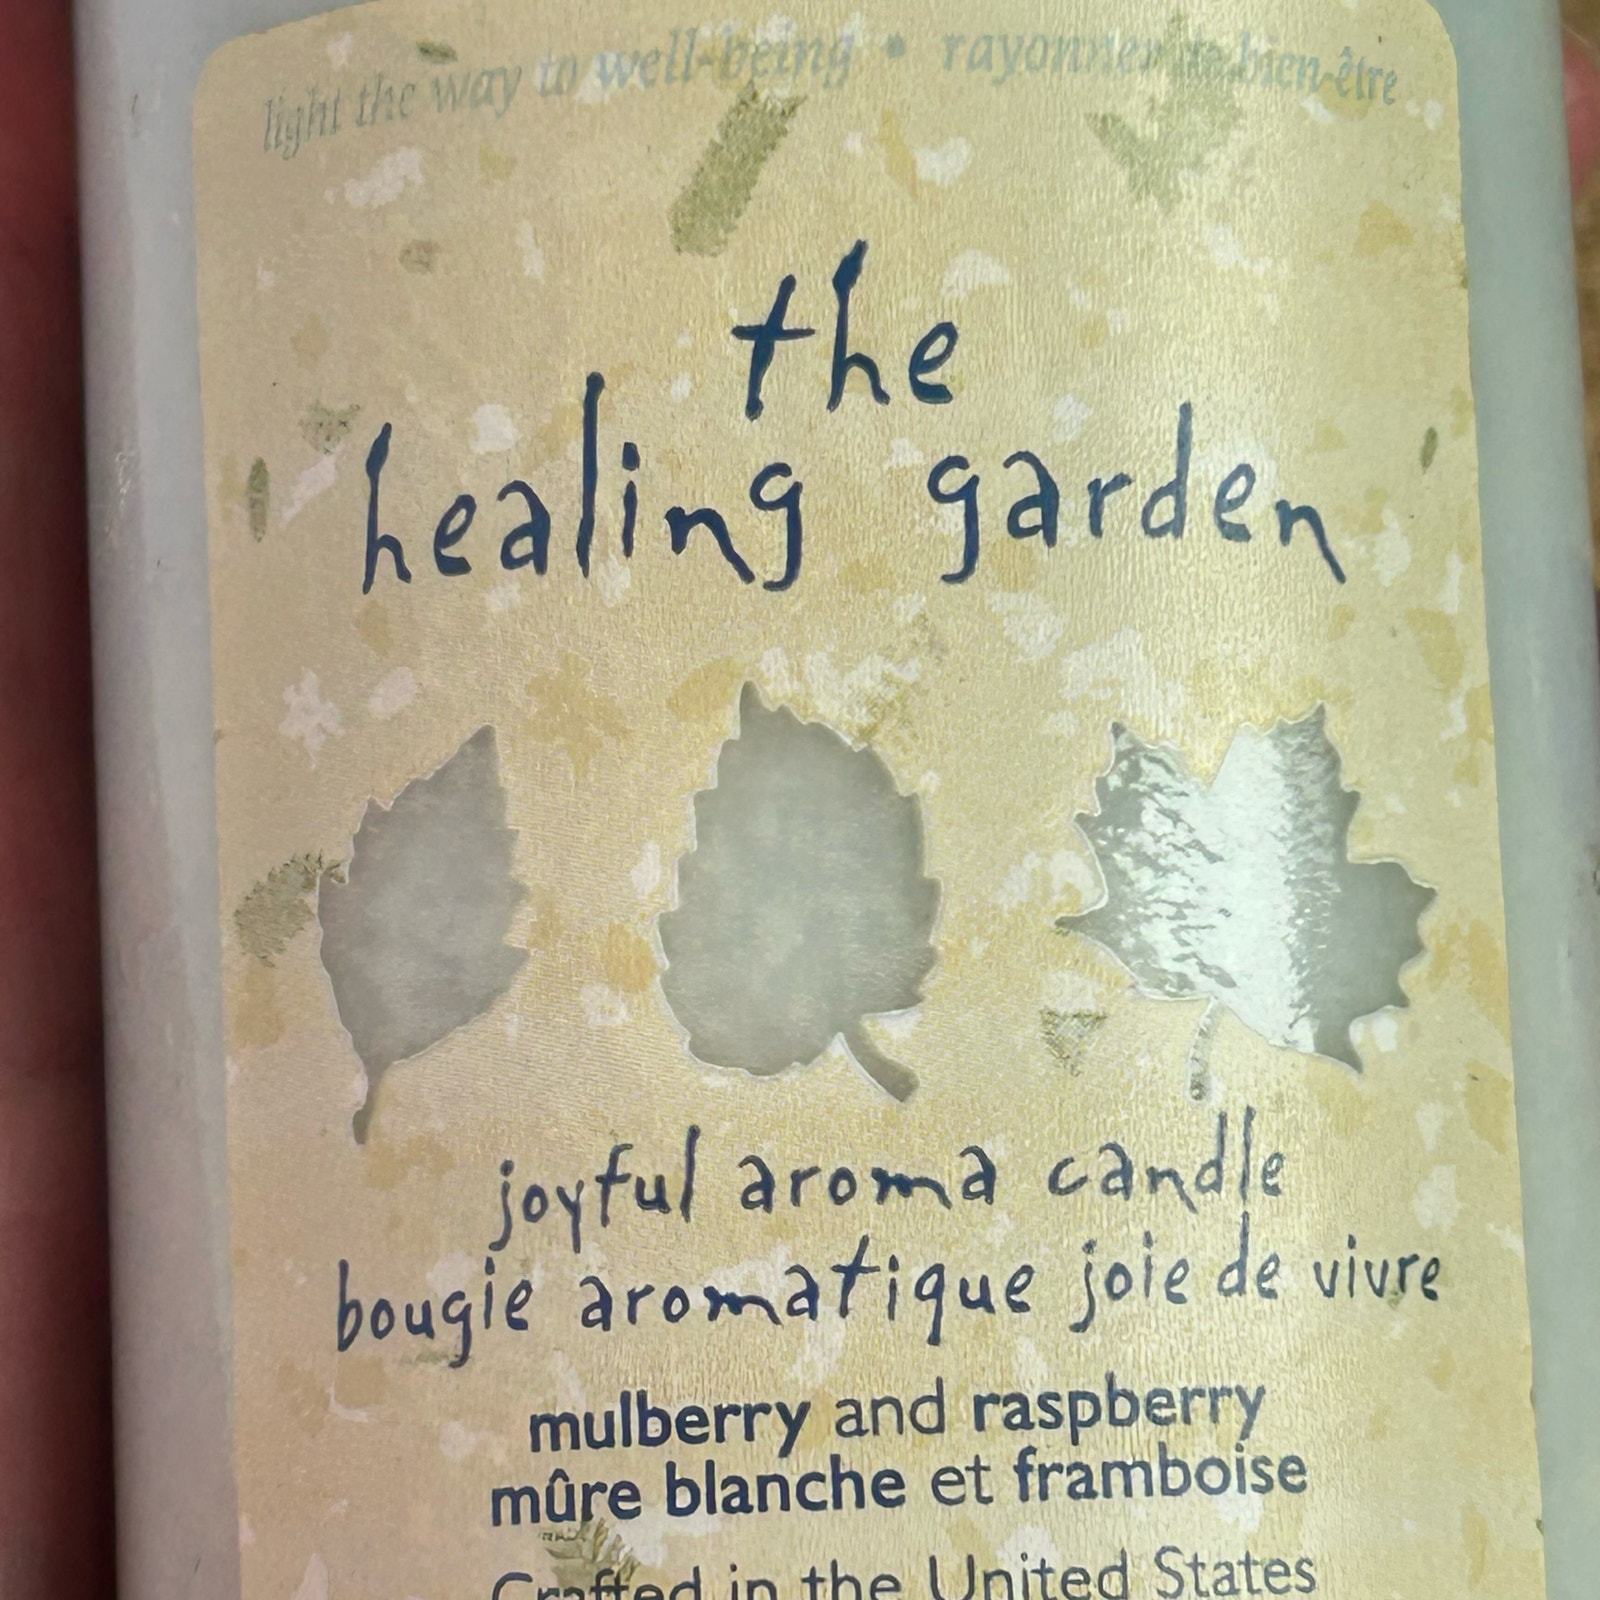 light the way to well-being • rayonner de bien-être
the
healing garden
joyful aroma candle
bougie aromatique joie de vivre
mulberry and raspberry
mûre blanche et framboise
Crafted in the United States